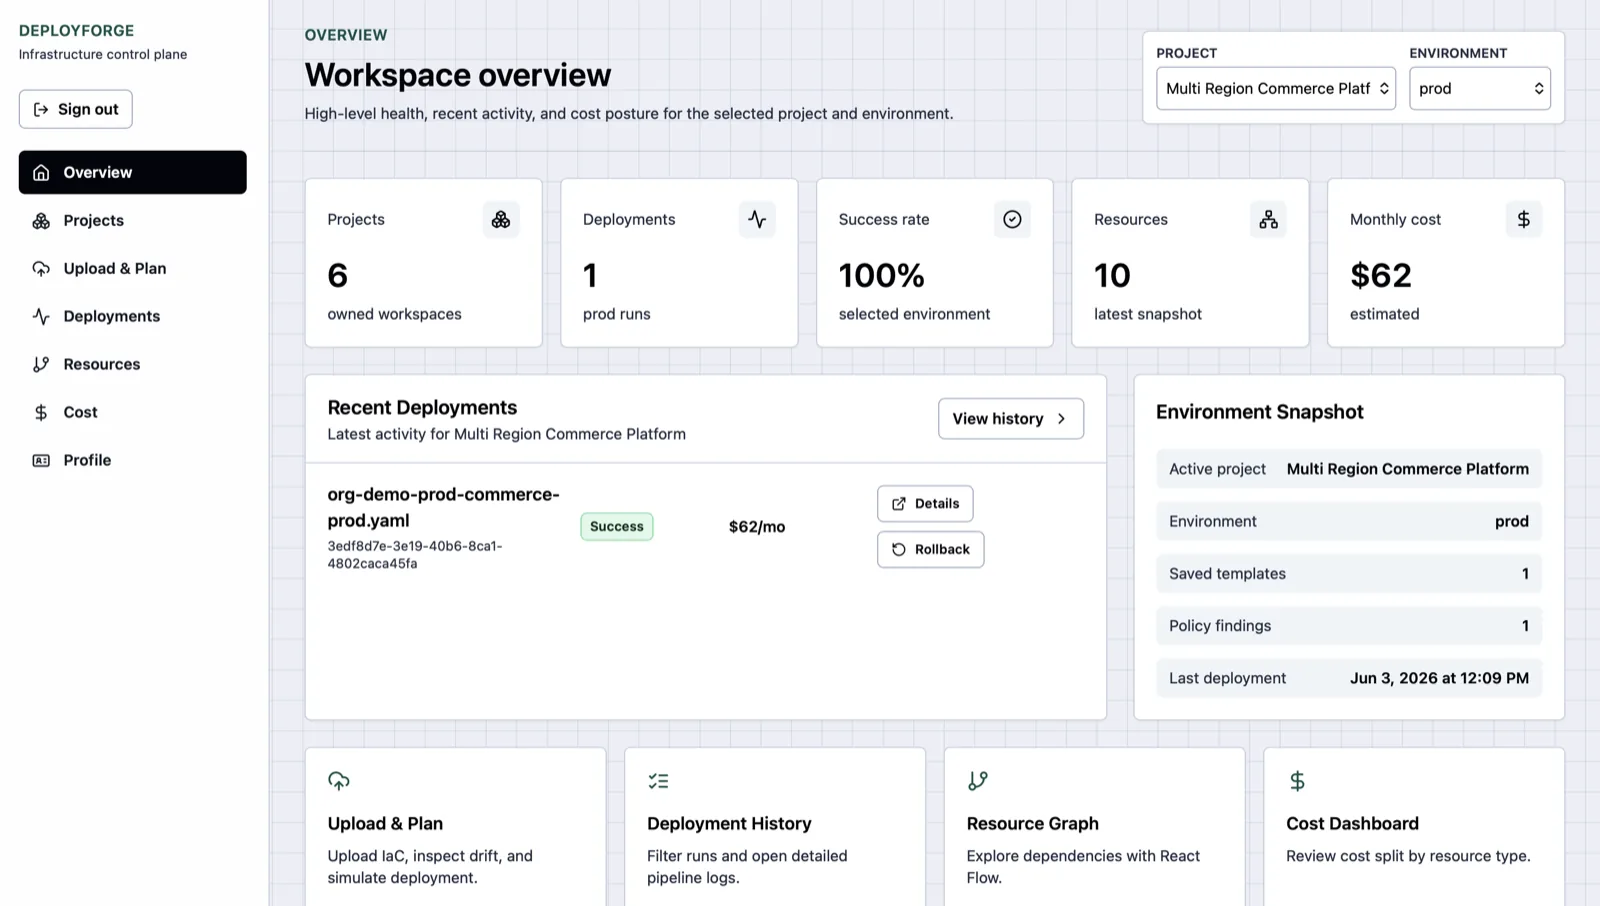 DEPLOYFORGE
Infrastructure control plane
Sign out
Overview
Projects
Upload & Plan
Deployments
Resources
Cost
Profile
OVERVIEW
Workspace overview
High-level health, recent activity, and cost posture for the selected project and environment.
PROJECT
Multi Region Commerce Platf
ENVIRONMENT
prod
Projects
6
owned workspaces
Deployments
1
prod runs
Success rate
100%
selected environment
Resources
10
latest snapshot
Monthly cost
$62
estimated
Recent Deployments
Latest activity for Multi Region Commerce Platform
View history
org-demo-prod-commerce-
prod.yaml
3edf8d7e-3e19-40b6-8ca1-
4802caca45fa
Success
$62/mo
Details
Rollback
Environment Snapshot
Active project Multi Region Commerce Platform
Environment prod
Saved templates 1
Policy findings 1
Last deployment Jun 3, 2026 at 12:09 PM
Upload & Plan
Upload IaC, inspect drift, and
simulate deployment.
Deployment History
Filter runs and open detailed
pipeline logs.
Resource Graph
Explore dependencies with React
Flow.
Cost Dashboard
Review cost split by resource type.